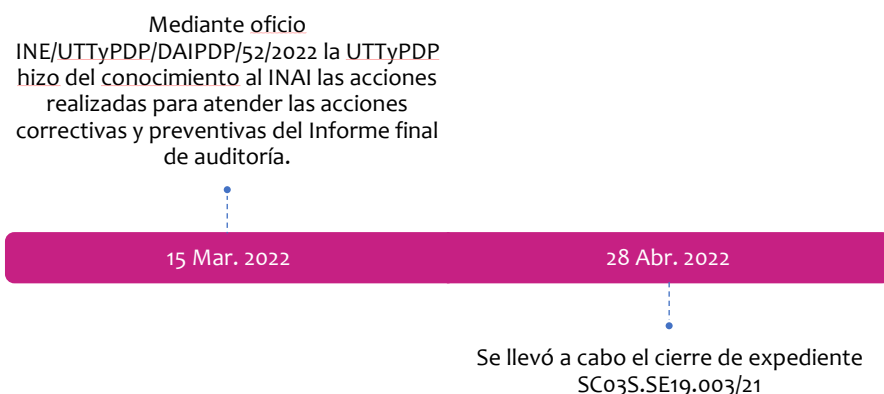 Mediante oficio
INE/UTTyPDP/DAIPDP/52/2022 la UTTyPDP
hizo del conocimiento al INAI las acciones
realizadas para atender las acciones
correctivas y preventivas del Informe final
de auditoría.
15 Mar. 2022
28 Abr. 2022
Se llevó a cabo el cierre de expediente
SC03S.SE19.003/21